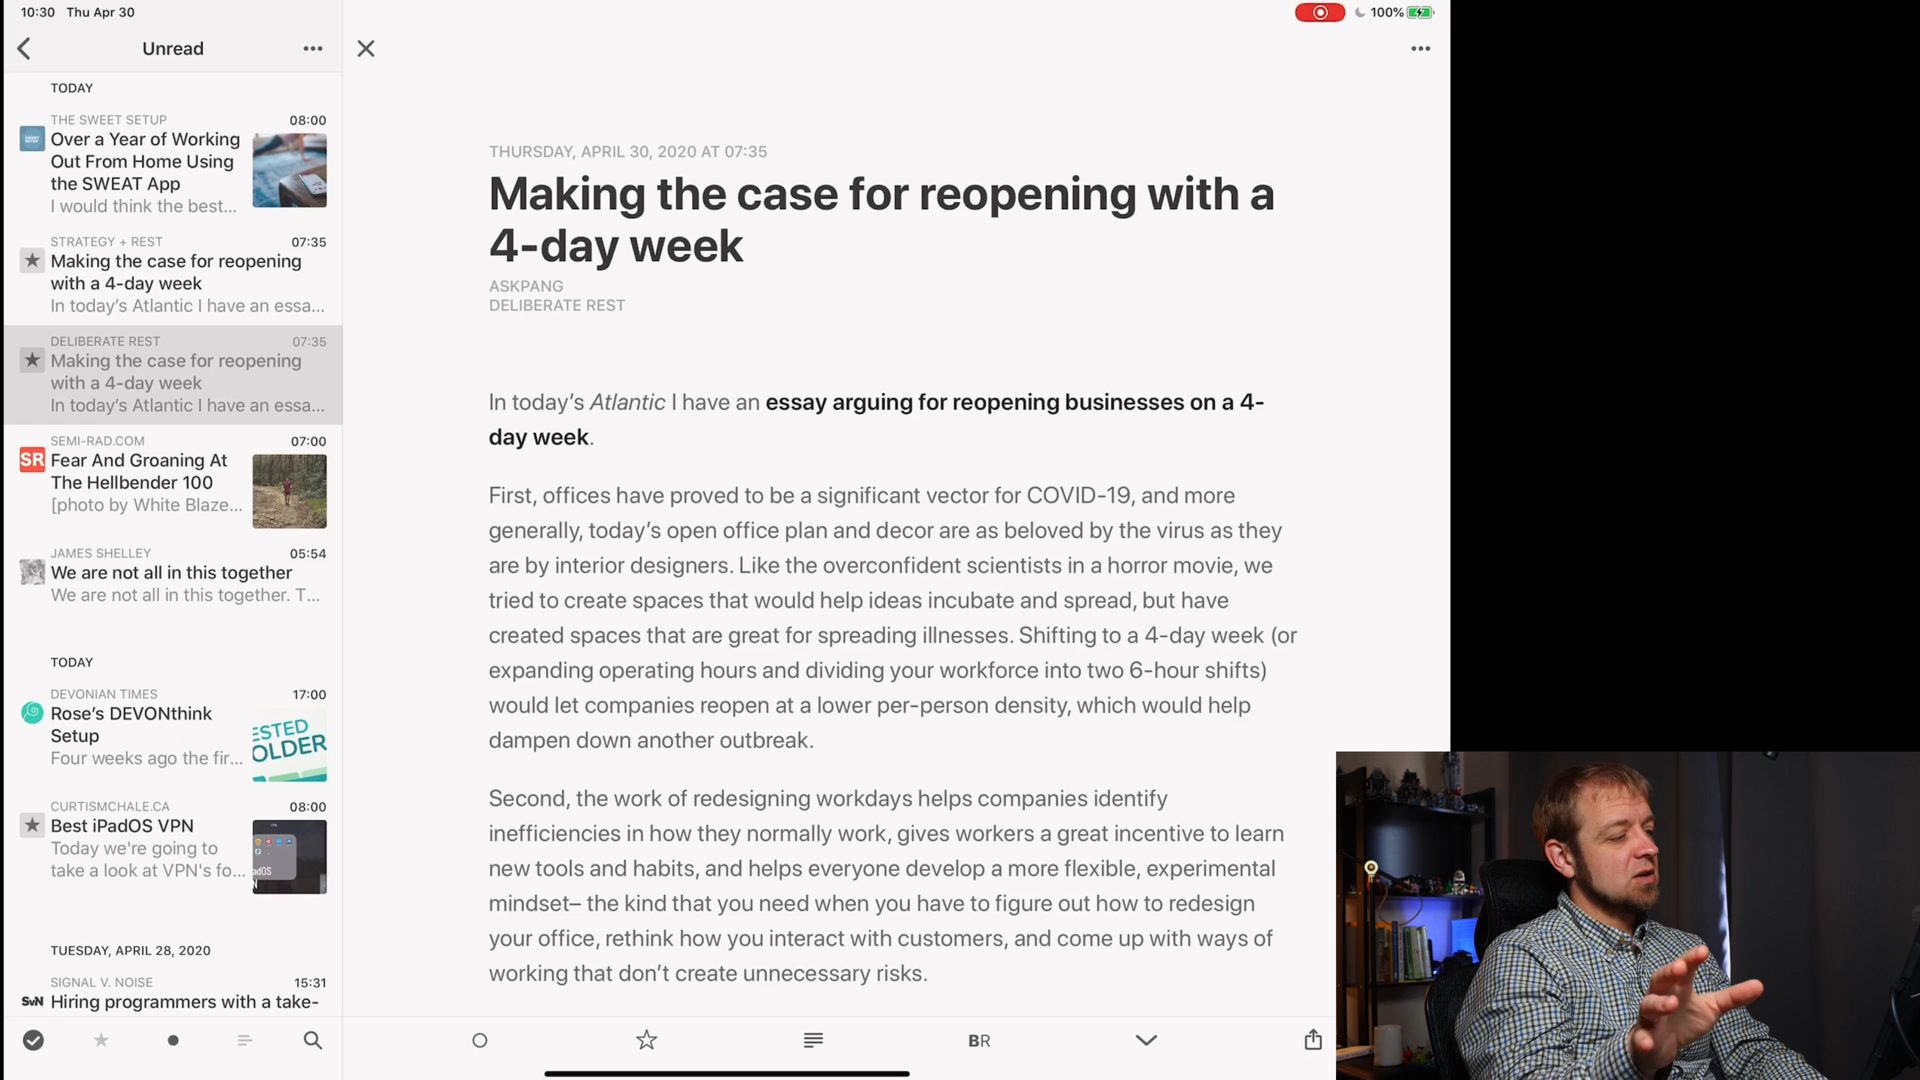 10:30 Thu Apr 30
100%
Unread
TODAY
THE SWEET SETUP 08:00
Over a Year of Working
Out From Home Using
the SWEAT App
I would think the best...
STRATEGY + REST 07:35
Making the case for reopening
with a 4-day week
In today's Atlantic I have an essa...
DELIBERATE REST 07:35
Making the case for reopening
with a 4-day week
In today's Atlantic I have an essa...
SEMI-RAD.COM 07:00
SR
Fear And Groaning At
The Hellbender 100
[photo by White Blaze...
JAMES SHELLEY 05:54
We are not all in this together
We are not all in this together. T...
TODAY
DEVONIAN TIMES 17:00
Rose's DEVONthink
Setup
Four weeks ago the fir...
ESTED
OLDER
CURTISMCHALE.CA 08:00
Best iPadOS VPN
Today we're going to
take a look at VPN's fo...
adOS
N
TUESDAY, APRIL 28, 2020
SIGNAL V. NOISE 15:31
SvN Hiring programmers with a take-
THURSDAY, APRIL 30, 2020 AT 07:35
Making the case for reopening with a
4-day week
ASKPANG
DELIBERATE REST
In today's Atlantic I have an essay arguing for reopening businesses on a 4-
day week.
First, offices have proved to be a significant vector for COVID-19, and more
generally, today's open office plan and decor are as beloved by the virus as they
are by interior designers. Like the overconfident scientists in a horror movie, we
tried to create spaces that would help ideas incubate and spread, but have
created spaces that are great for spreading illnesses. Shifting to a 4-day week (or
expanding operating hours and dividing your workforce into two 6-hour shifts)
would let companies reopen at a lower per-person density, which would help
dampen down another outbreak.
Second, the work of redesigning workdays helps companies identify
inefficiencies in how they normally work, gives workers a great incentive to learn
new tools and habits, and helps everyone develop a more flexible, experimental
mindset– the kind that you need when you have to figure out how to redesign
your office, rethink how you interact with customers, and come up with ways of
working that don't create unnecessary risks.
BR